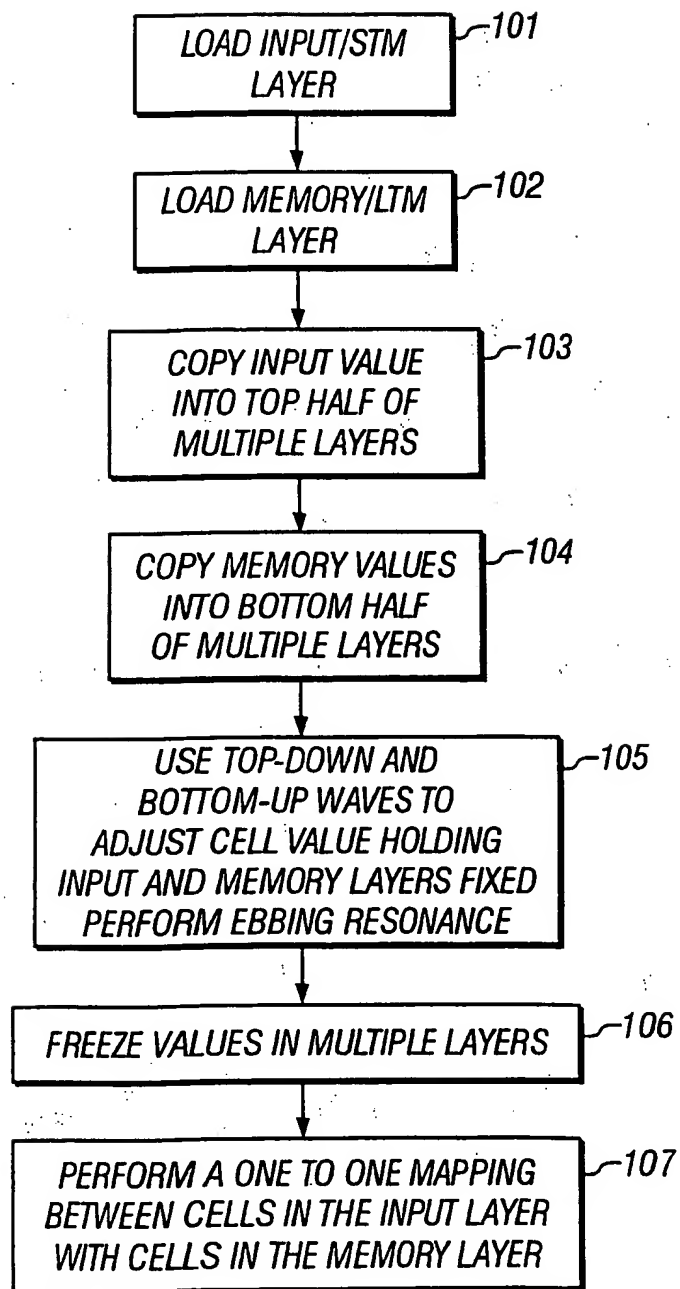 LOAD INPUT/STM
LAYER
101
LOAD MEMORY/LTM
LAYER
102
COPY INPUT VALUE
INTO TOP HALF OF
MULTIPLE LAYERS
103
COPY MEMORY VALUES
INTO BOTTOM HALF
OF MULTIPLE LAYERS
104
USE TOP-DOWN AND
BOTTOM-UP WAVES TO
ADJUST CELL VALUE HOLDING
INPUT AND MEMORY LAYERS FIXED
PERFORM EBBING RESONANCE
105
FREEZE VALUES IN MULTIPLE LAYERS
106
PERFORM A ONE TO ONE MAPPING
BETWEEN CELLS IN THE INPUT LAYER
WITH CELLS IN THE MEMORY LAYER
107